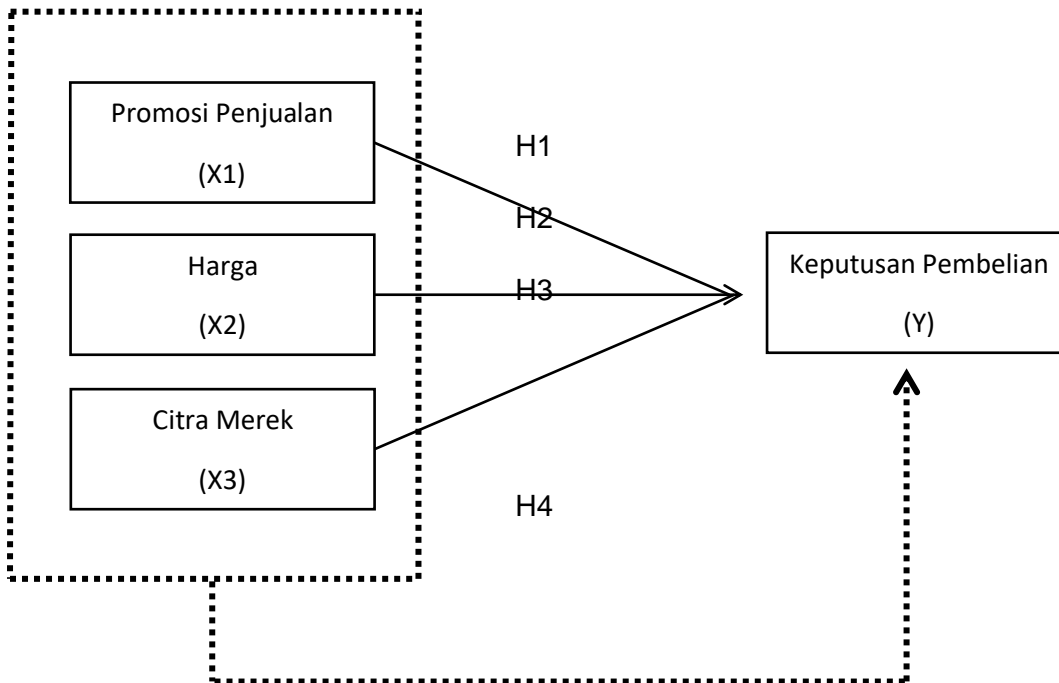 Promosi Penjualan
(X1)
H1
H2
Harga
(X2)
H3
Keputusan Pembelian
(Y)
Citra Merek
(X3)
H4